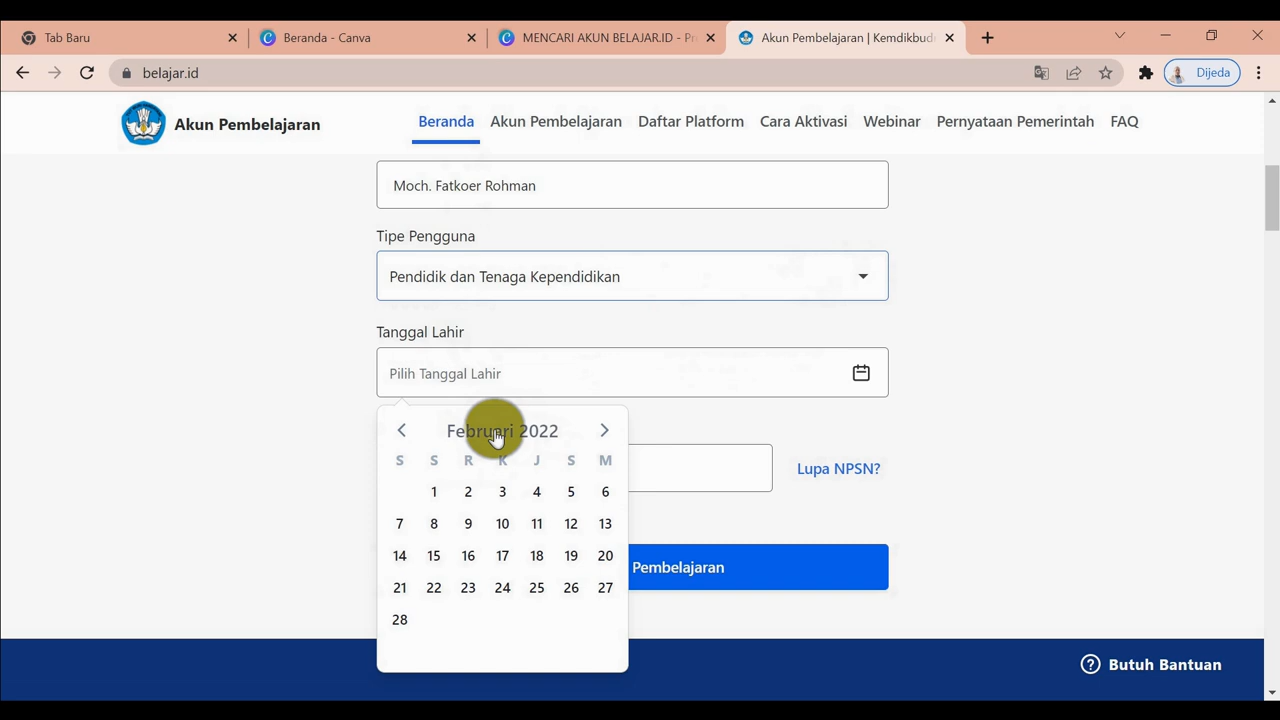 Tab Baru
Beranda - Canva
MENCARI AKUN BELAJAR.ID - Pr
Akun Pembelajaran | Kemdikbud
belajar.id
Dijeda
Akun Pembelajaran
Beranda
Akun Pembelajaran
Daftar Platform
Cara Aktivasi
Webinar
Pernyataan Pemerintah
FAQ
Moch. Fatkoer Rohman
Tipe Pengguna
Pendidik dan Tenaga Kependidikan
Tanggal Lahir
Pilih Tanggal Lahir
Februari 2022
S S R K J S M
1 2 3 4 5 6
7 8 9 10 11 12 13
14 15 16 17 18 19 20
21 22 23 24 25 26 27
28
Lupa NPSN?
Pembelajaran
Butuh Bantuan